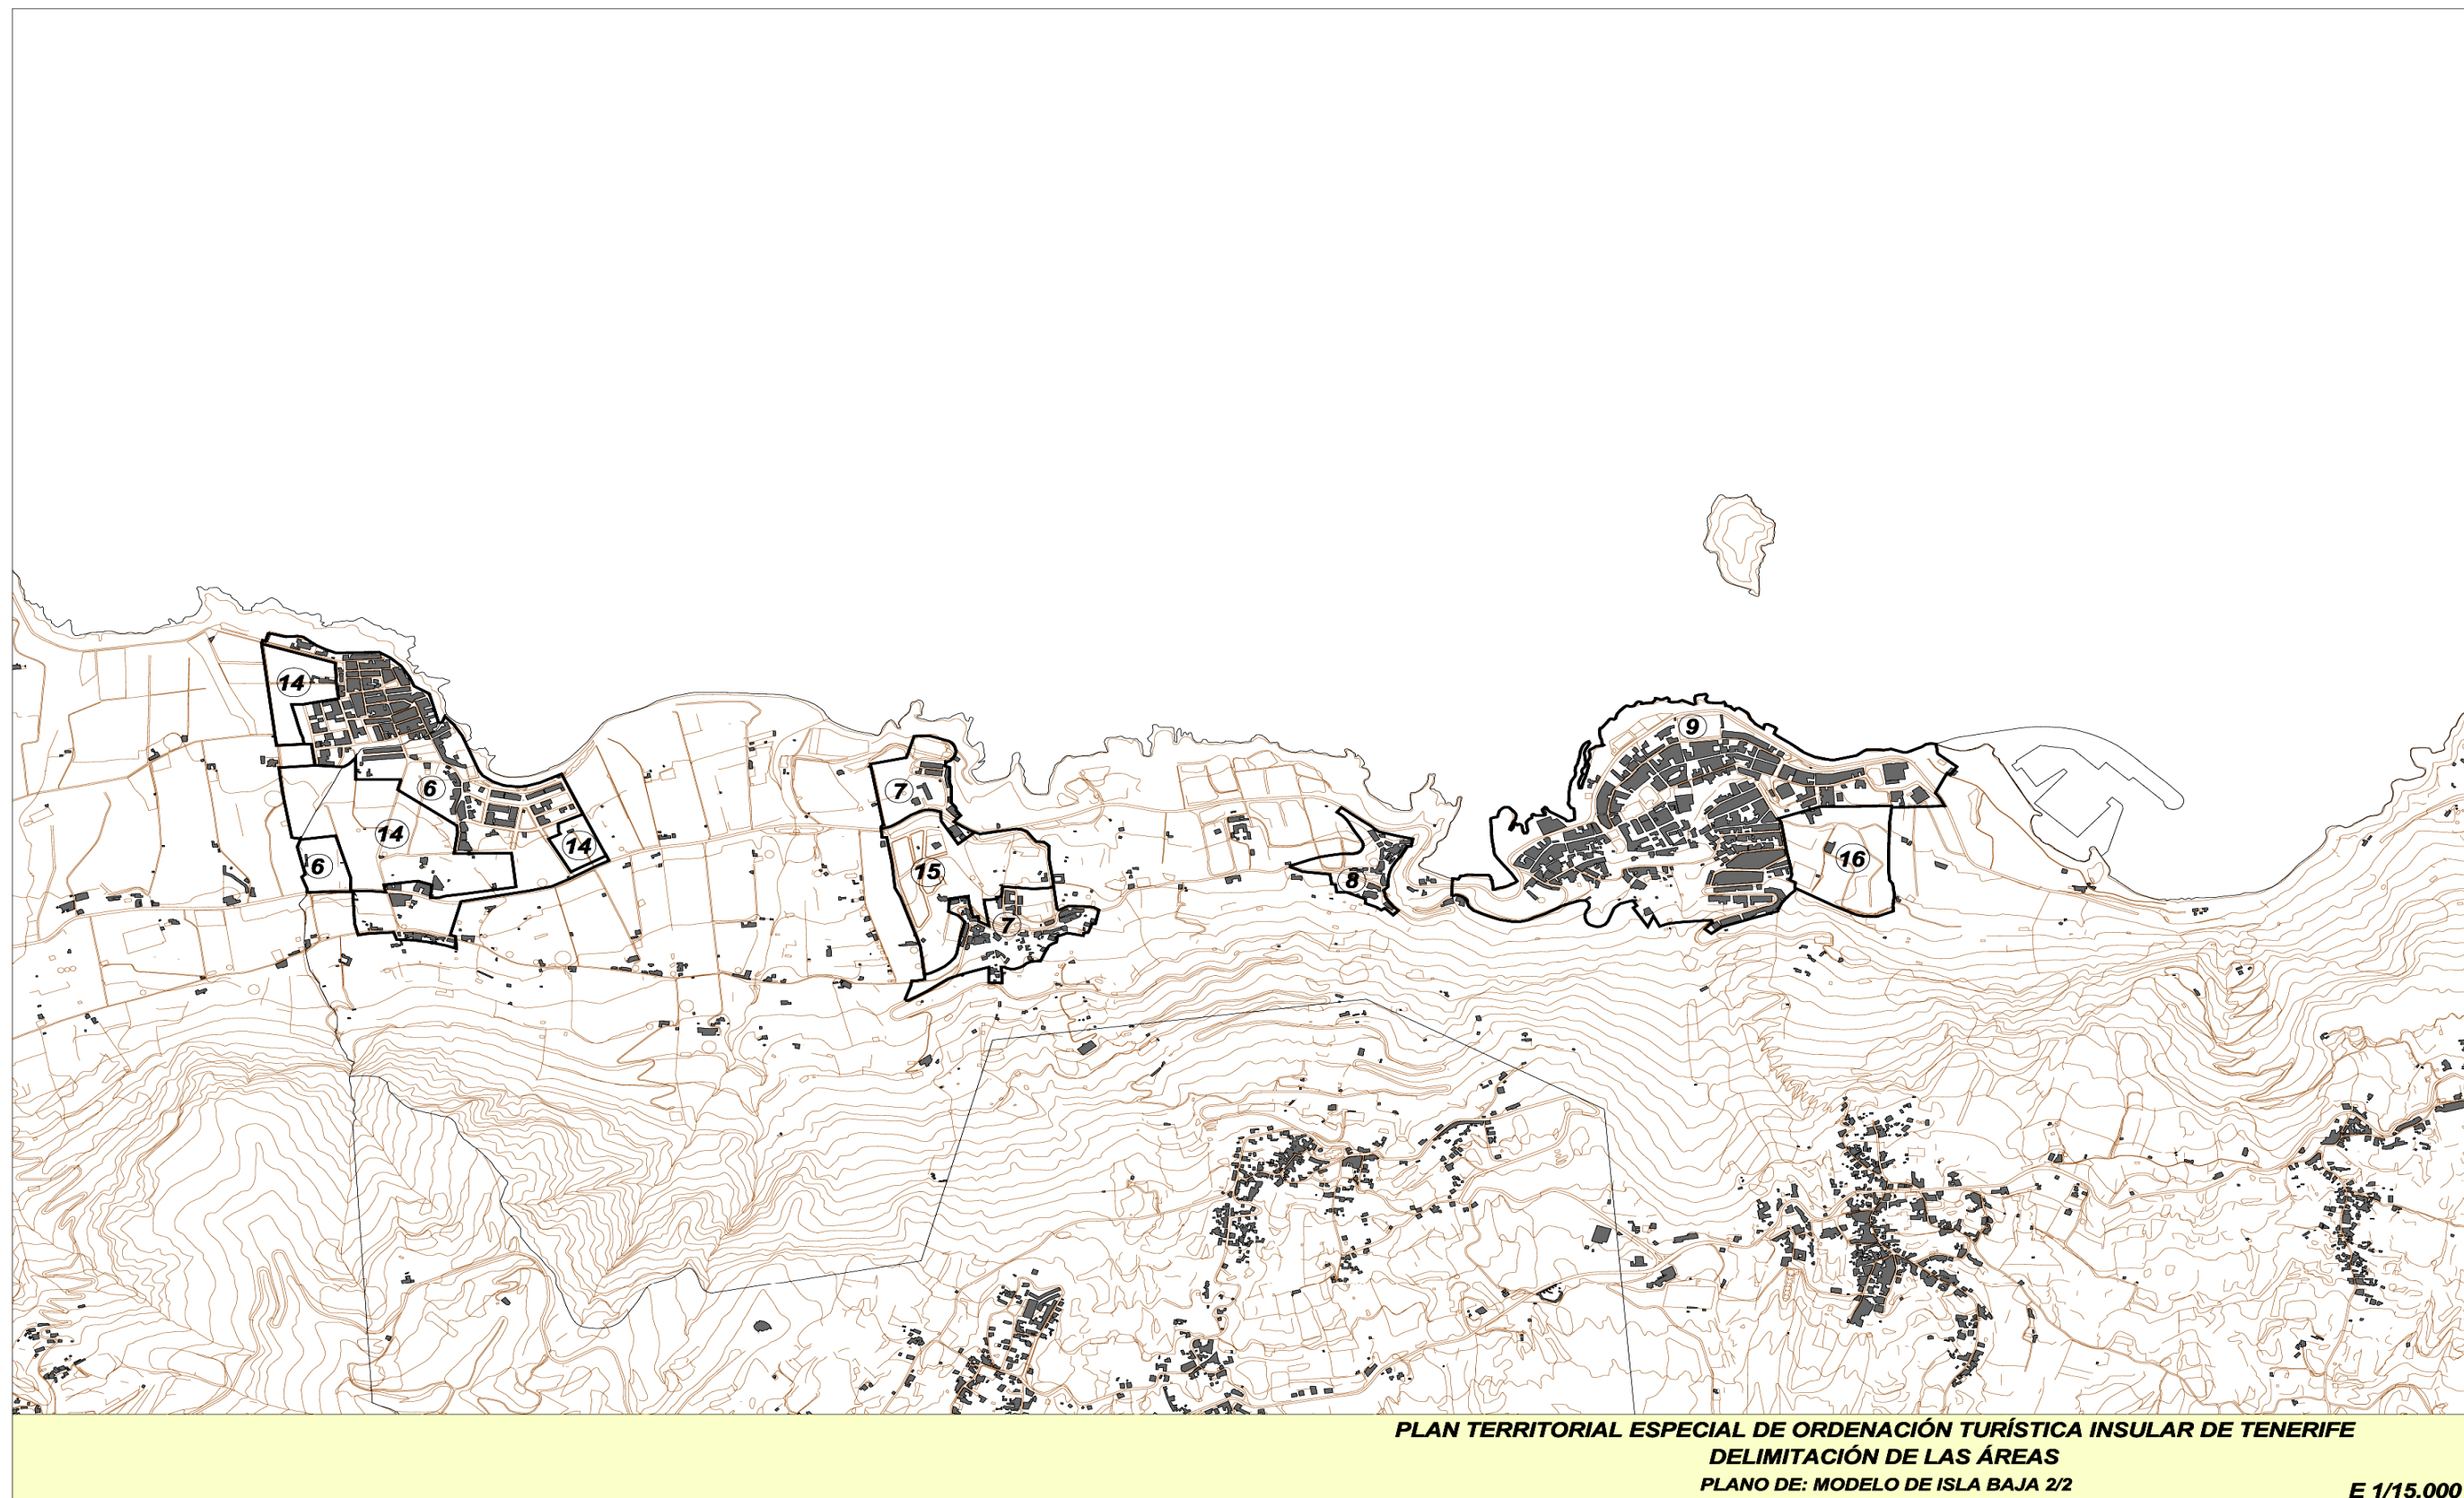 14
9
6
7
14
14
16
6
15
8
7
PLAN TERRITORIAL ESPECIAL DE ORDENACIÓN TURÍSTICA INSULAR DE TENERIFE
DELIMITACIÓN DE LAS ÁREAS
PLANO DE: MODELO DE ISLA BAJA 2/2
E 1/15.000